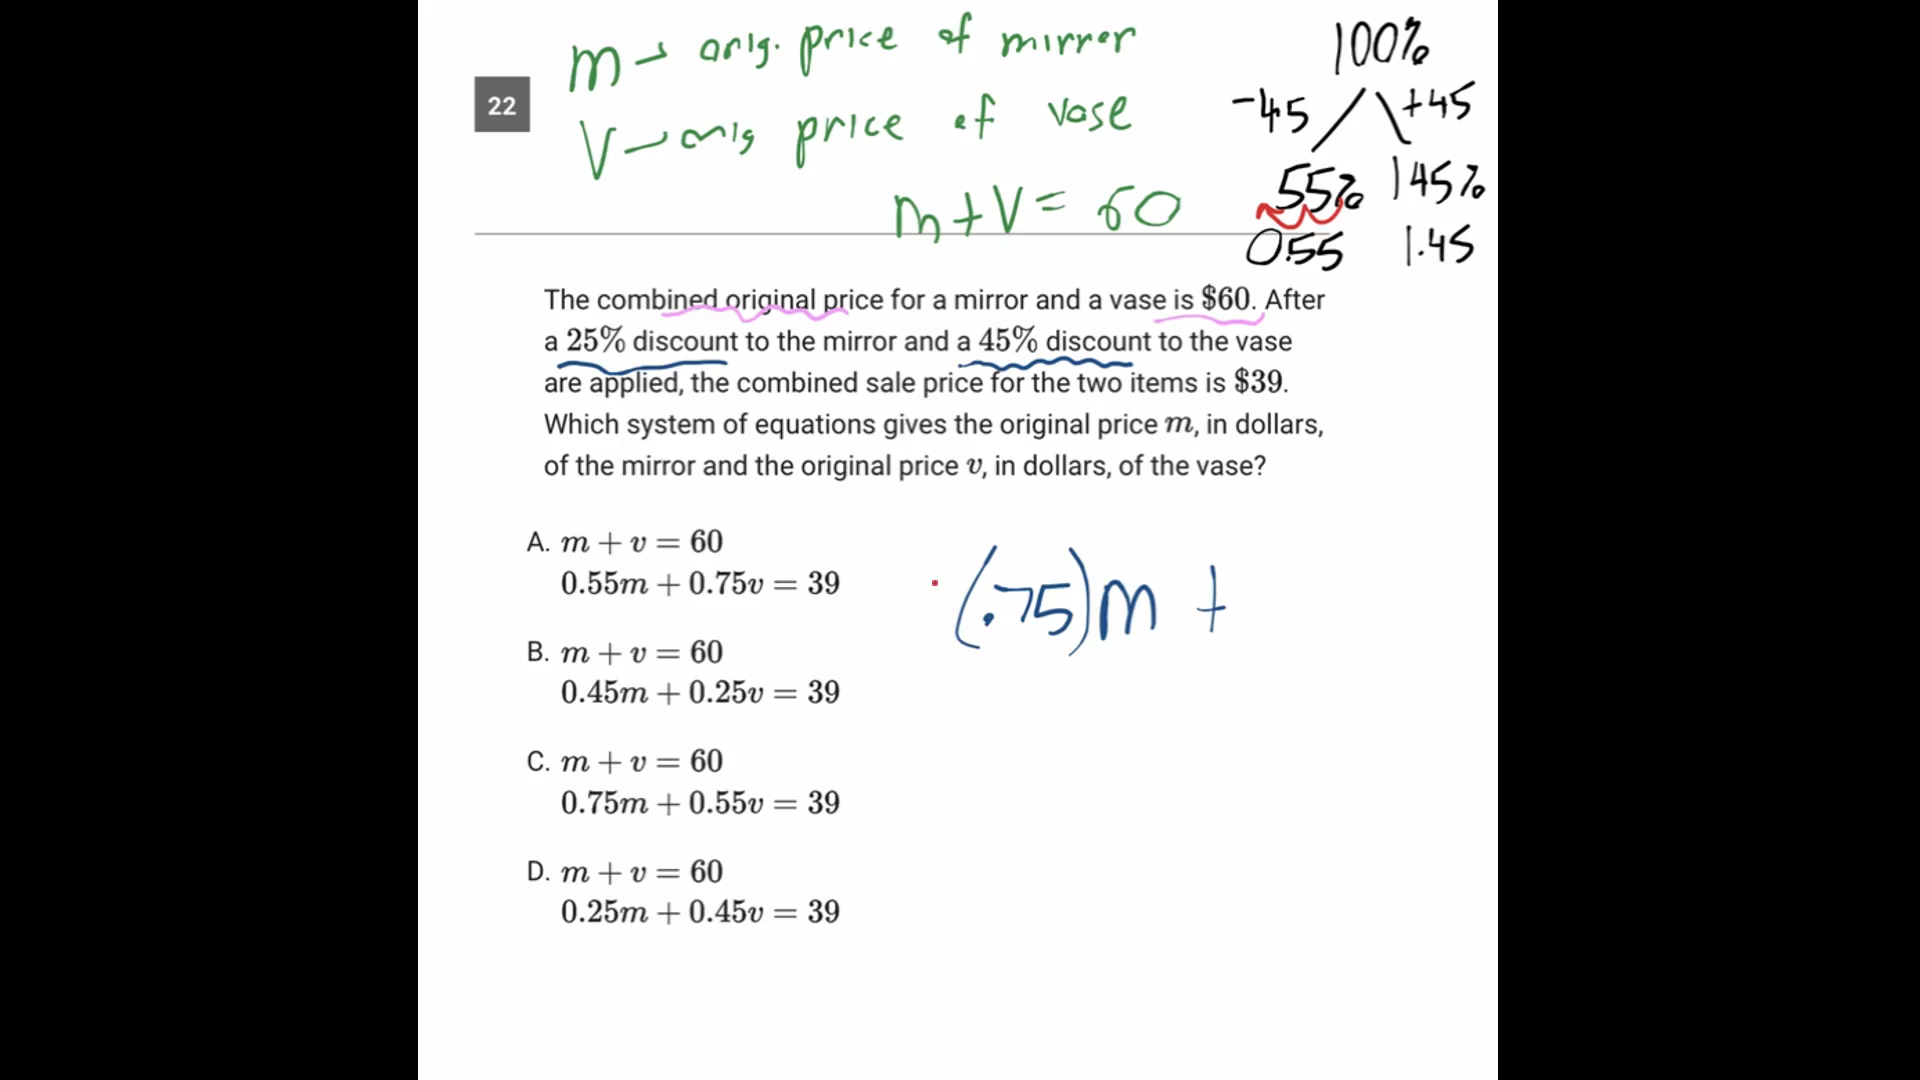 m → orig. price of mirror
22
V → orig price of vase
m + V = 60
100%
-45 +45
55% 145%
0.55 1.45
The combined original price for a mirror and a vase is $60. After
a 25% discount to the mirror and a 45% discount to the vase
are applied, the combined sale price for the two items is $39.
Which system of equations gives the original price m, in dollars,
of the mirror and the original price v, in dollars, of the vase?
A. m + v = 60
0.55m + 0.75v = 39
B. m + v = 60
0.45m + 0.25v = 39
C. m + v = 60
0.75m + 0.55v = 39
D. m + v = 60
0.25m + 0.45v = 39
(.75)m +